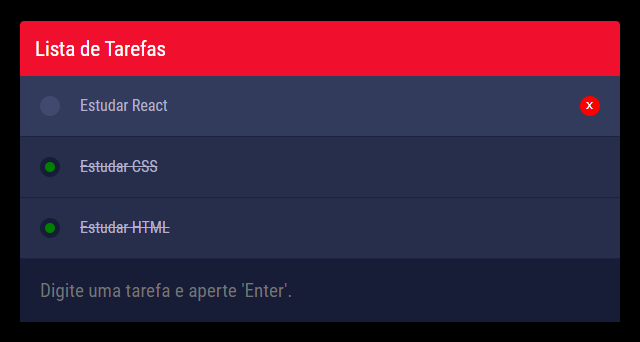 Lista de Tarefas
Estudar React x
Estudar CSS
Estudar HTML
Digite uma tarefa e aperte 'Enter'.